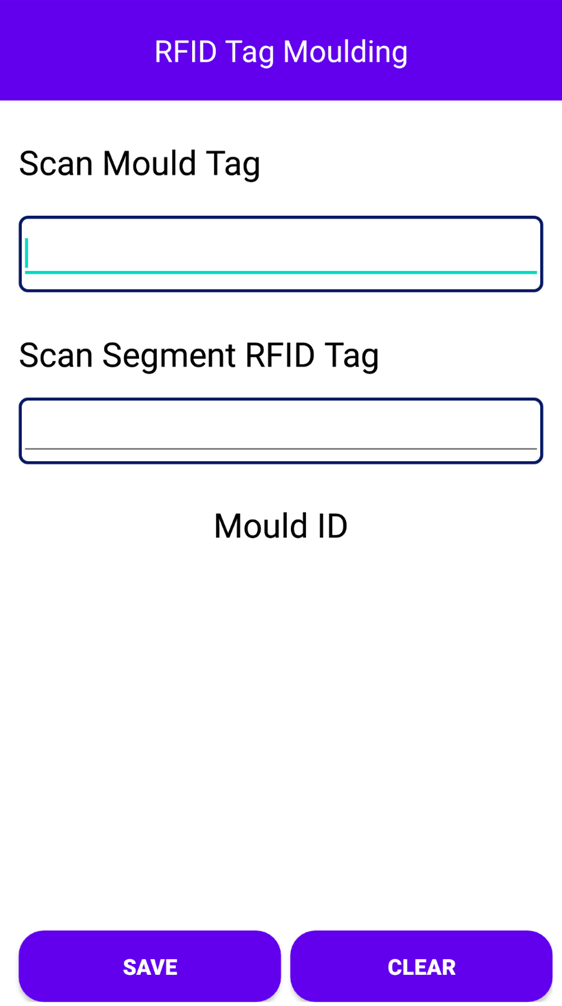 RFID Tag Moulding
Scan Mould Tag
Scan Segment RFID Tag
Mould ID
SAVE
CLEAR